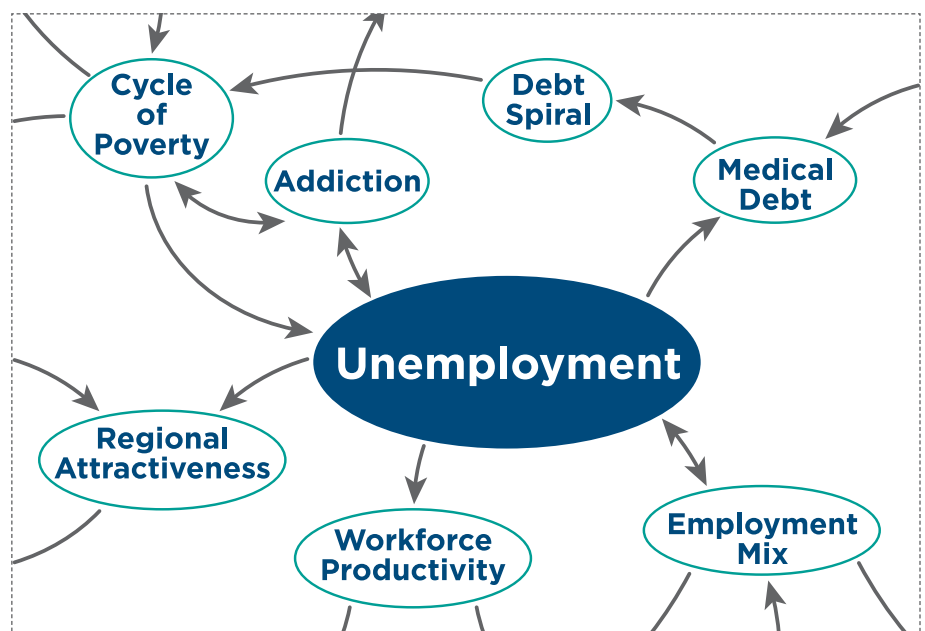 Cycle
of
Poverty
Debt
Spiral
Addiction
Medical
Debt
Unemployment
Regional
Attractiveness
Workforce
Productivity
Employment
Mix